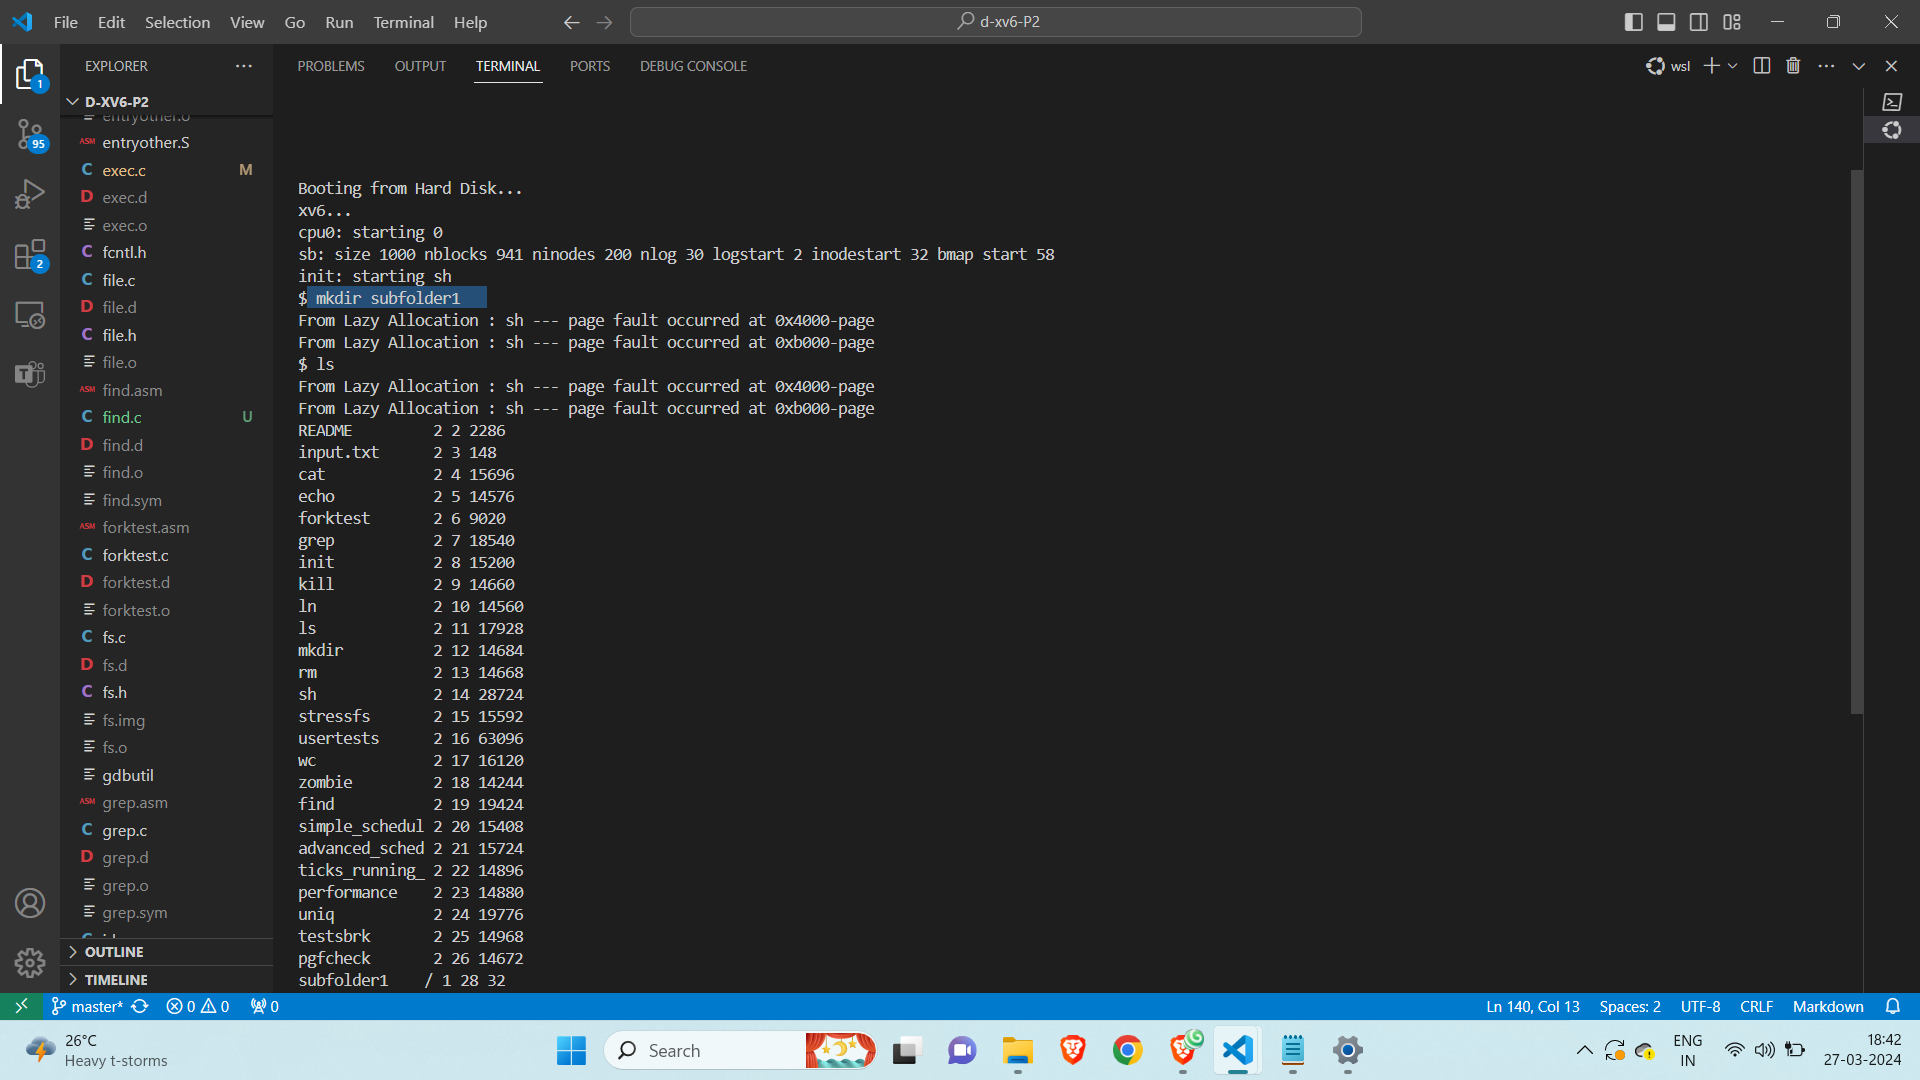 File Edit Selection View Go Run Terminal Help
d-xv6-P2
EXPLORER
1
D-XV6-P2
entryother.o
95
ASM entryother.S
C exec.c M
D exec.d
exec.o
C fcntl.h
2
C file.c
D file.d
C file.h
file.o
ASM find.asm
C find.c U
D find.d
find.o
find.sym
ASM forktest.asm
C forktest.c
D forktest.d
forktest.o
C fs.c
D fs.d
C fs.h
fs.img
fs.o
gdbutil
ASM grep.asm
C grep.c
D grep.d
grep.o
grep.sym
OUTLINE
TIMELINE
PROBLEMS OUTPUT TERMINAL PORTS DEBUG CONSOLE
wsl
Booting from Hard Disk...
xv6...
cpu0: starting 0
sb: size 1000 nblocks 941 ninodes 200 nlog 30 logstart 2 inodestart 32 bmap start 58
init: starting sh
$ mkdir subfolder1
From Lazy Allocation : sh --- page fault occurred at 0x4000-page
From Lazy Allocation : sh --- page fault occurred at 0xb000-page
$ ls
From Lazy Allocation : sh --- page fault occurred at 0x4000-page
From Lazy Allocation : sh --- page fault occurred at 0xb000-page
README 2 2 2286
input.txt 2 3 148
cat 2 4 15696
echo 2 5 14576
forktest 2 6 9020
grep 2 7 18540
init 2 8 15200
kill 2 9 14660
ln 2 10 14560
ls 2 11 17928
mkdir 2 12 14684
rm 2 13 14668
sh 2 14 28724
stressfs 2 15 15592
usertests 2 16 63096
wc 2 17 16120
zombie 2 18 14244
find 2 19 19424
simple_schedul 2 20 15408
advanced_sched 2 21 15724
ticks_running_ 2 22 14896
performance 2 23 14880
uniq 2 24 19776
testsbrk 2 25 14968
pgfcheck 2 26 14672
subfolder1 / 1 28 32
master* 0 0 0
Ln 140, Col 13 Spaces: 2 UTF-8 CRLF Markdown
26°C
Heavy t-storms
Search
ENG
IN
18:42
27-03-2024